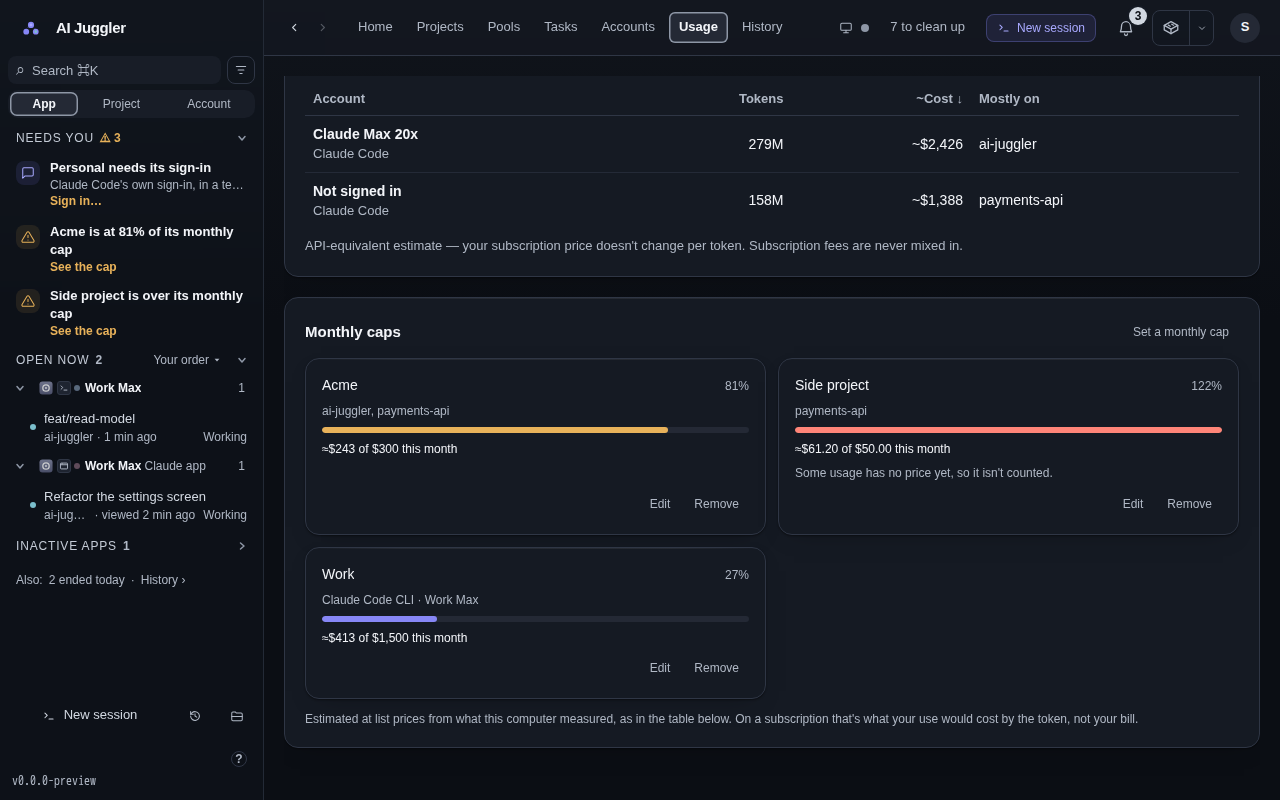 AI Juggler
Search ⌘K
App Project Account
NEEDS YOU 3
Personal needs its sign-in
Claude Code's own sign-in, in a te…
Sign in…
Acme is at 81% of its monthly
cap
See the cap
Side project is over its monthly
cap
See the cap
OPEN NOW 2 Your order
Work Max 1
feat/read-model
ai-juggler · 1 min ago Working
Work Max Claude app 1
Refactor the settings screen
ai-jug… · viewed 2 min ago Working
INACTIVE APPS 1
Also: 2 ended today · History ›
New session
?
v0.0.0-preview
Home Projects Pools Tasks Accounts Usage History 7 to clean up New session 3 S
Account Tokens ~Cost ↓ Mostly on
Claude Max 20x
Claude Code
279M ~$2,426 ai-juggler
Not signed in
Claude Code
158M ~$1,388 payments-api
API-equivalent estimate — your subscription price doesn't change per token. Subscription fees are never mixed in.
Monthly caps Set a monthly cap
Acme 81%
ai-juggler, payments-api
≈$243 of $300 this month
Edit Remove
Side project 122%
payments-api
≈$61.20 of $50.00 this month
Some usage has no price yet, so it isn't counted.
Edit Remove
Work 27%
Claude Code CLI · Work Max
≈$413 of $1,500 this month
Edit Remove
Estimated at list prices from what this computer measured, as in the table below. On a subscription that's what your use would cost by the token, not your bill.